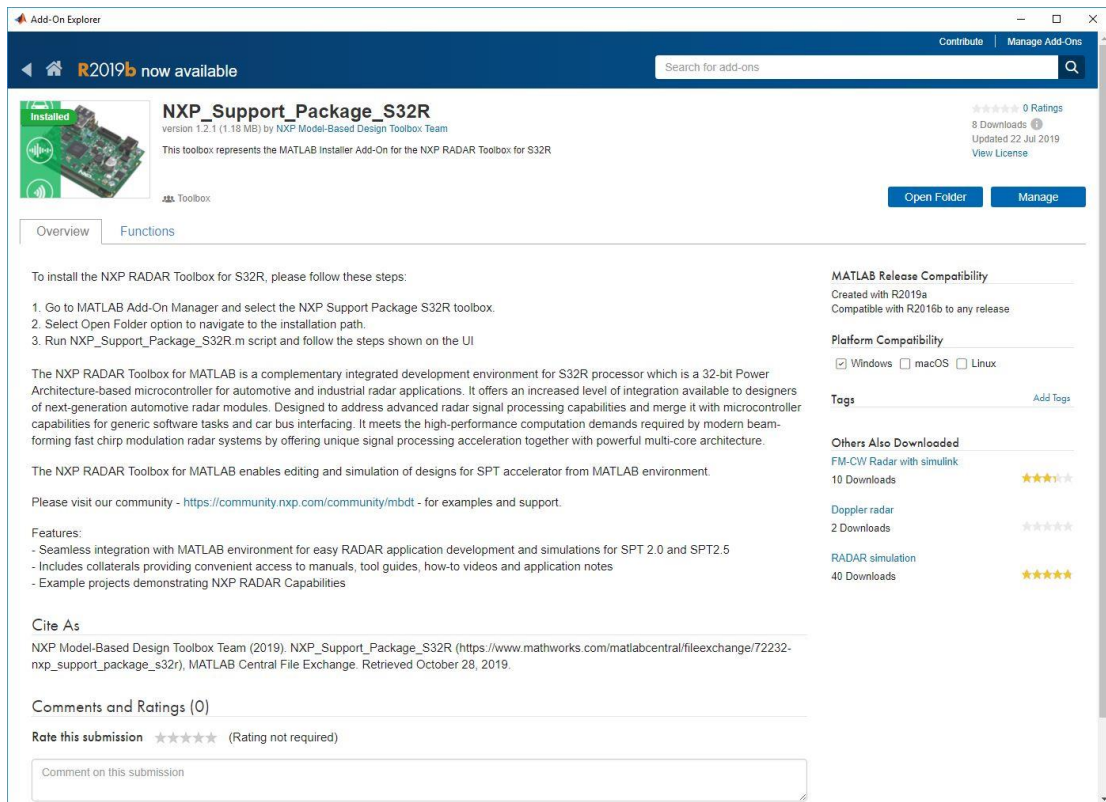 Add-On Explorer
Contribute
Manage Add-Ons
R2019b now available
Search for add-ons
Installed
NXP_Support_Package_S32R
version 1.2.1 (1.18 MB) by NXP Model-Based Design Toolbox Team
This toolbox represents the MATLAB Installer Add-On for the NXP RADAR Toolbox for S32R
Toolbox
0 Ratings
8 Downloads
Updated 22 Jul 2019
View License
Open Folder
Manage
Overview
Functions
To install the NXP RADAR Toolbox for S32R, please follow these steps:
1. Go to MATLAB Add-On Manager and select the NXP Support Package S32R toolbox.
2. Select Open Folder option to navigate to the installation path.
3. Run NXP_Support_Package_S32R.m script and follow the steps shown on the UI
The NXP RADAR Toolbox for MATLAB is a complementary integrated development environment for S32R processor which is a 32-bit Power
Architecture-based microcontroller for automotive and industrial radar applications. It offers an increased level of integration available to designers
of next-generation automotive radar modules. Designed to address advanced radar signal processing capabilities and merge it with microcontroller
capabilities for generic software tasks and car bus interfacing. It meets the high-performance computation demands required by modern beam-
forming fast chirp modulation radar systems by offering unique signal processing acceleration together with powerful multi-core architecture.
The NXP RADAR Toolbox for MATLAB enables editing and simulation of designs for SPT accelerator from MATLAB environment.
Please visit our community - https://community.nxp.com/community/mbdt - for examples and support.
Features:
- Seamless integration with MATLAB environment for easy RADAR application development and simulations for SPT 2.0 and SPT2.5
- Includes collaterals providing convenient access to manuals, tool guides, how-to videos and application notes
- Example projects demonstrating NXP RADAR Capabilities
Cite As
NXP Model-Based Design Toolbox Team (2019). NXP_Support_Package_S32R (https://www.mathworks.com/matlabcentral/fileexchange/72232-
nxp_support_package_s32r), MATLAB Central File Exchange. Retrieved October 28, 2019.
Comments and Ratings (0)
Rate this submission
(Rating not required)
Comment on this submission
MATLAB Release Compatibility
Created with R2019a
Compatible with R2016b to any release
Platform Compatibility
Windows
macOS
Linux
Tags
Add Tags
Others Also Downloaded
FM-CW Radar with simulink
10 Downloads
Doppler radar
2 Downloads
RADAR simulation
40 Downloads